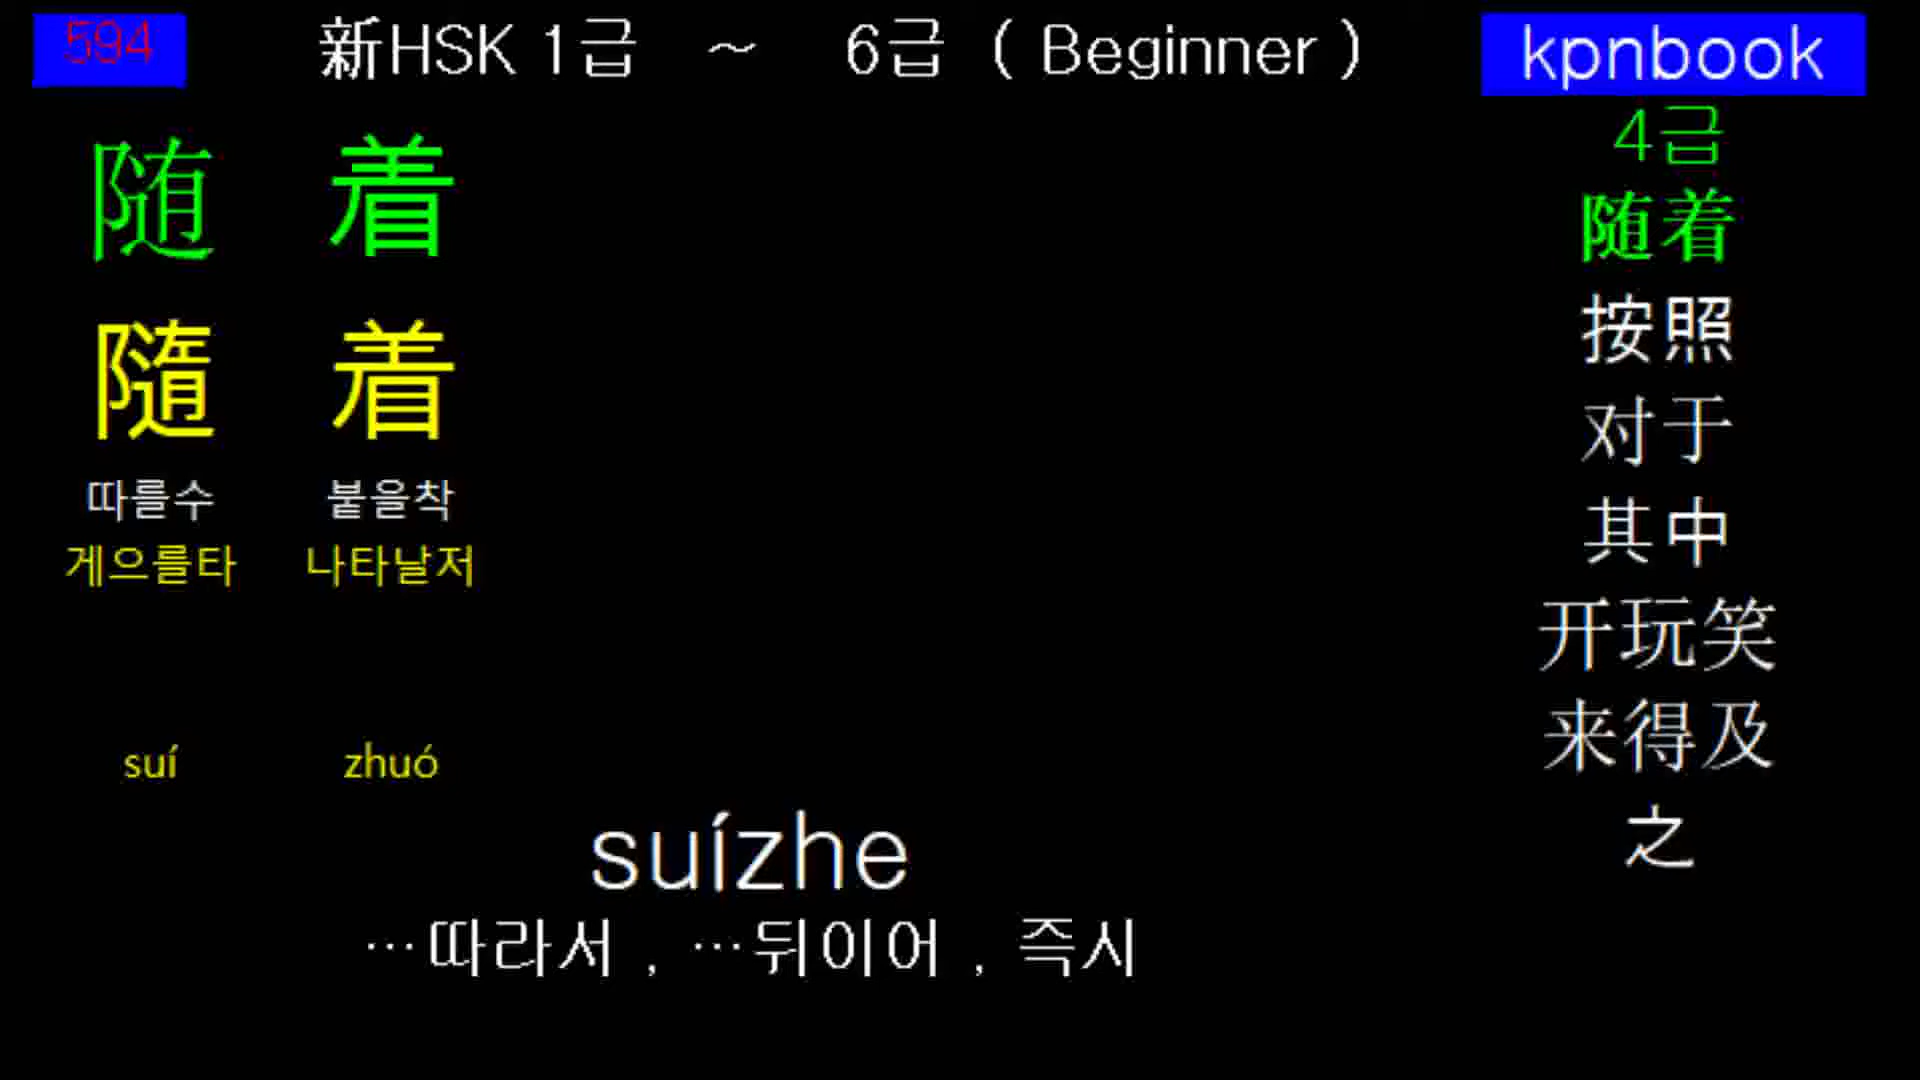 594 新HSK 1급 ~ 6급 ( Beginner ) kpnbook
随 着
隨 着
따를수 붙을착
게으를타 나타날저
suí zhuó
suízhe
…따라서 , …뒤이어 , 즉시
4급
随着
按照
对于
其中
开玩笑
来得及
之